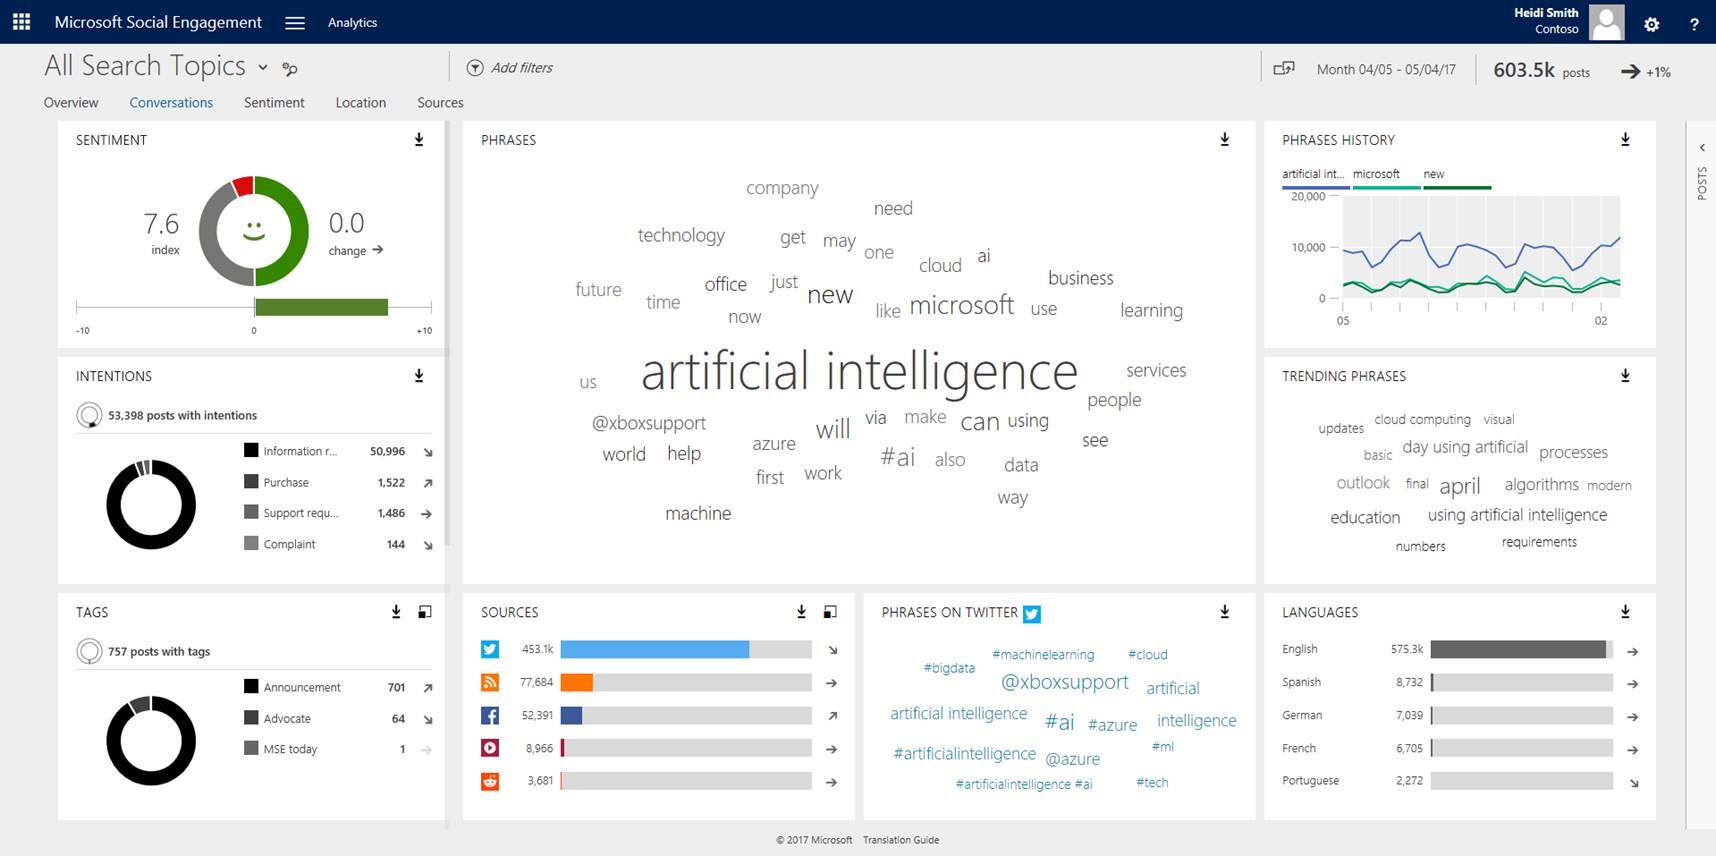 Microsoft Social Engagement
Analytics
Heidi Smith
Contoso
?
All Search Topics
Add filters
Month 04/05 - 05/04/17
603.5k posts
+1%
Overview
Conversations
Sentiment
Location
Sources
SENTIMENT
7.6
index
0.0
change
-10
0
+10
INTENTIONS
53,398 posts with intentions
Information r... 50,996
Purchase 1,522
Support requ... 1,486
Complaint 144
TAGS
757 posts with tags
Announcement 701
Advocate 64
MSE today 1
PHRASES
company
need
technology
get
may
one
cloud
ai
business
future
time
office
just
new
now
like
microsoft
use
learning
artificial intelligence
us
services
people
@xboxsupport
will
via
make
can
using
world
help
azure
#ai
also
see
data
first
work
way
machine
SOURCES
453.1k
77,684
52,391
8,966
3,681
PHRASES ON TWITTER
#machinelearning
#cloud
#bigdata
@xboxsupport
artificial
artificial intelligence
#ai
#azure
intelligence
#artificialintelligence
@azure
#ml
#artificialintelligence #ai
#tech
PHRASES HISTORY
artificial int...
microsoft
new
20,000
10,000
0
05
02
TRENDING PHRASES
updates
cloud computing
visual
basic
day using artificial
processes
outlook
final
april
algorithms
modern
education
using artificial intelligence
numbers
requirements
LANGUAGES
English 575.3k
Spanish 8,732
German 7,039
French 6,705
Portuguese 2,272
POSTS
© 2017 Microsoft
Translation Guide